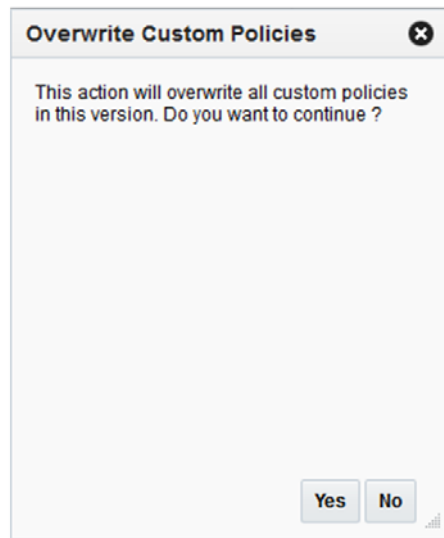 Overwrite Custom Policies
This action will overwrite all custom policies
in this version. Do you want to continue ?
Yes No